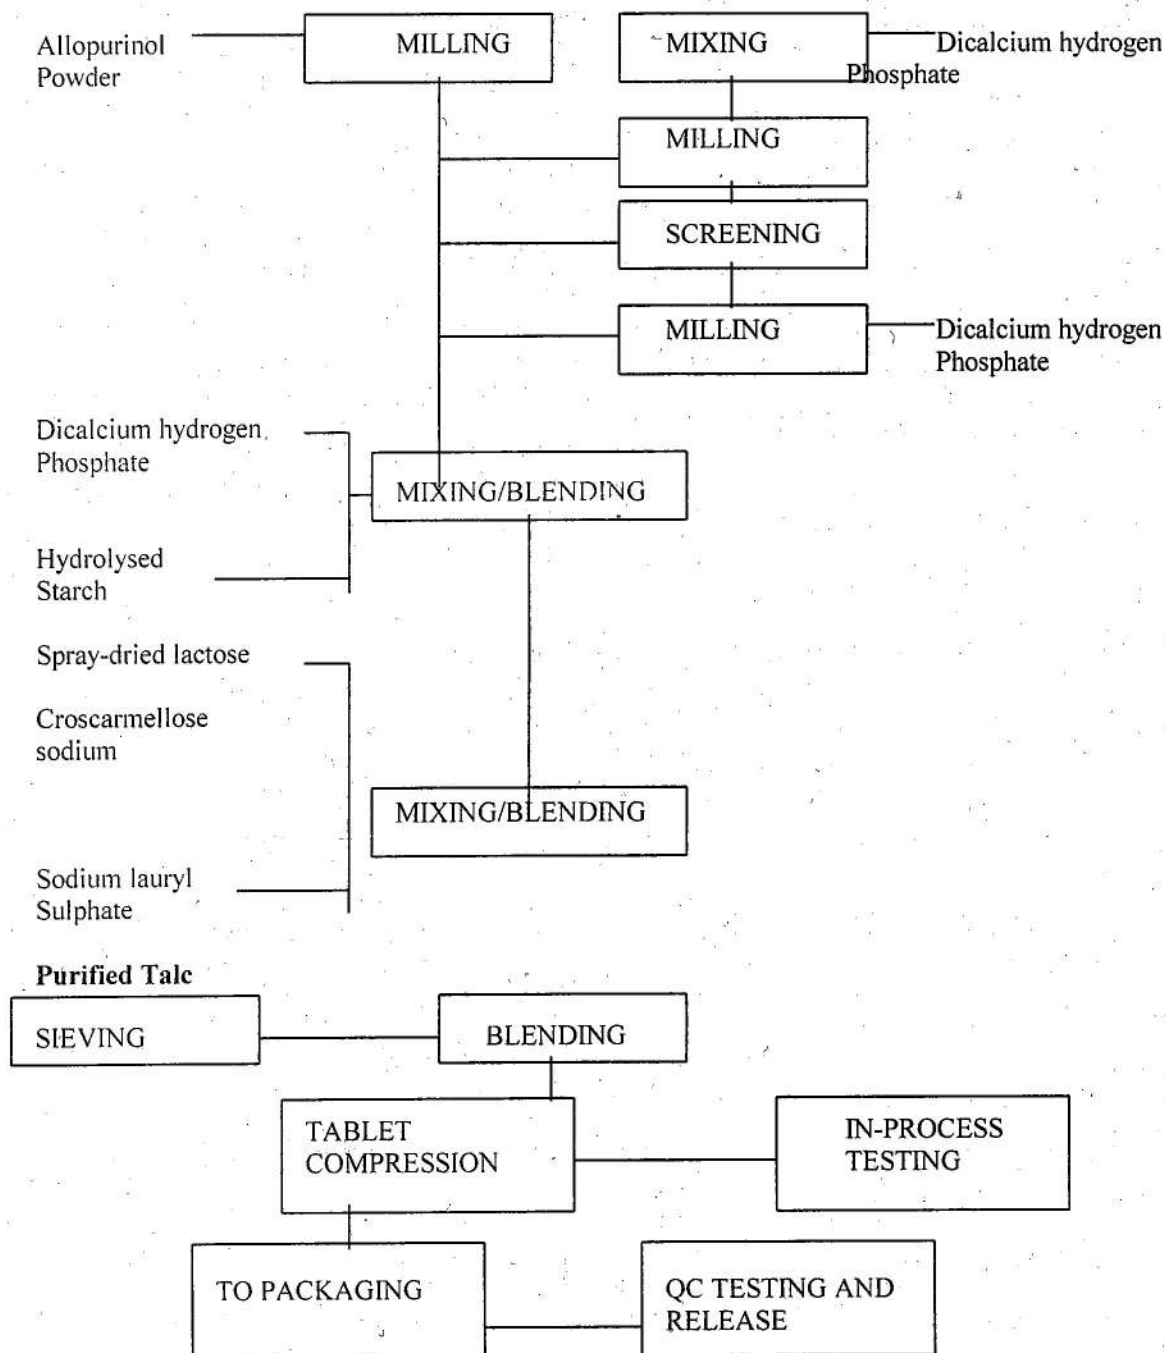 Allopurinol
Powder
MILLING
MIXING
Dicalcium hydrogen
Phosphate
MILLING
SCREENING
MILLING
Dicalcium hydrogen
Phosphate
Dicalcium hydrogen
Phosphate
MIXING/BLENDING
Hydrolysed
Starch
Spray-dried lactose
Croscarmellose
sodium
MIXING/BLENDING
Sodium lauryl
Sulphate
Purified Talc
SIEVING
BLENDING
TABLET
COMPRESSION
IN-PROCESS
TESTING
TO PACKAGING
QC TESTING AND
RELEASE